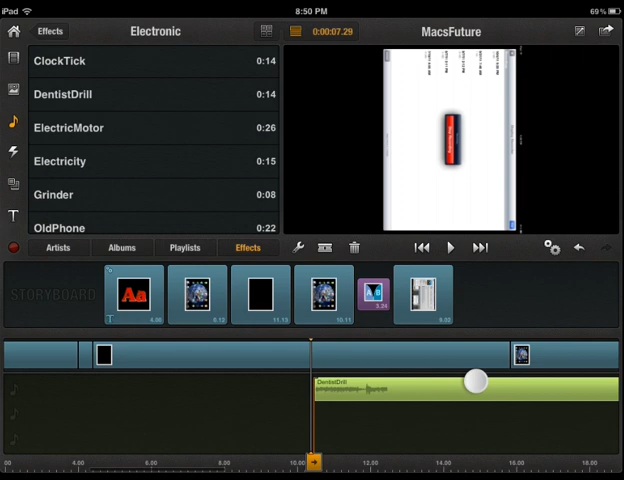 iPad 8:50 PM 69%
Effects Electronic 0:00:07.29 MacsFuture
ClockTick 0:14
DentistDrill 0:14
ElectricMotor 0:26
Electricity 0:15
Grinder 0:08
OldPhone 0:22
Artists Albums Playlists Effects
STORYBOARD
Aa
T 4.00
A B
DentistDrill
00 4.00 6.00 8.00 10.00 12.00 14.00 16.00 18.00